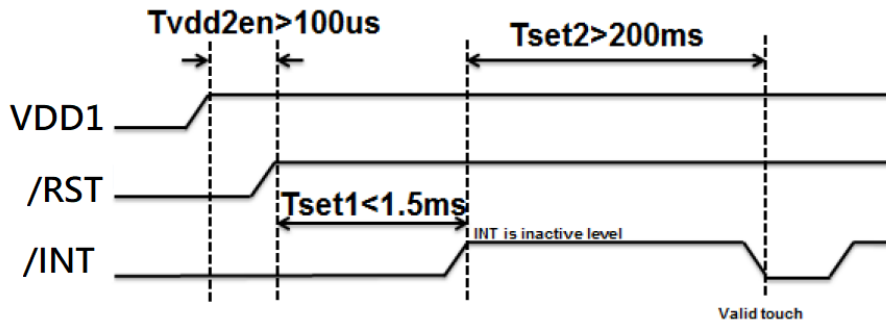 Tvdd2en>100us
Tset2>200ms
VDD1
/RST
Tset1<1.5ms
INT is inactive level
/INT
Valid touch